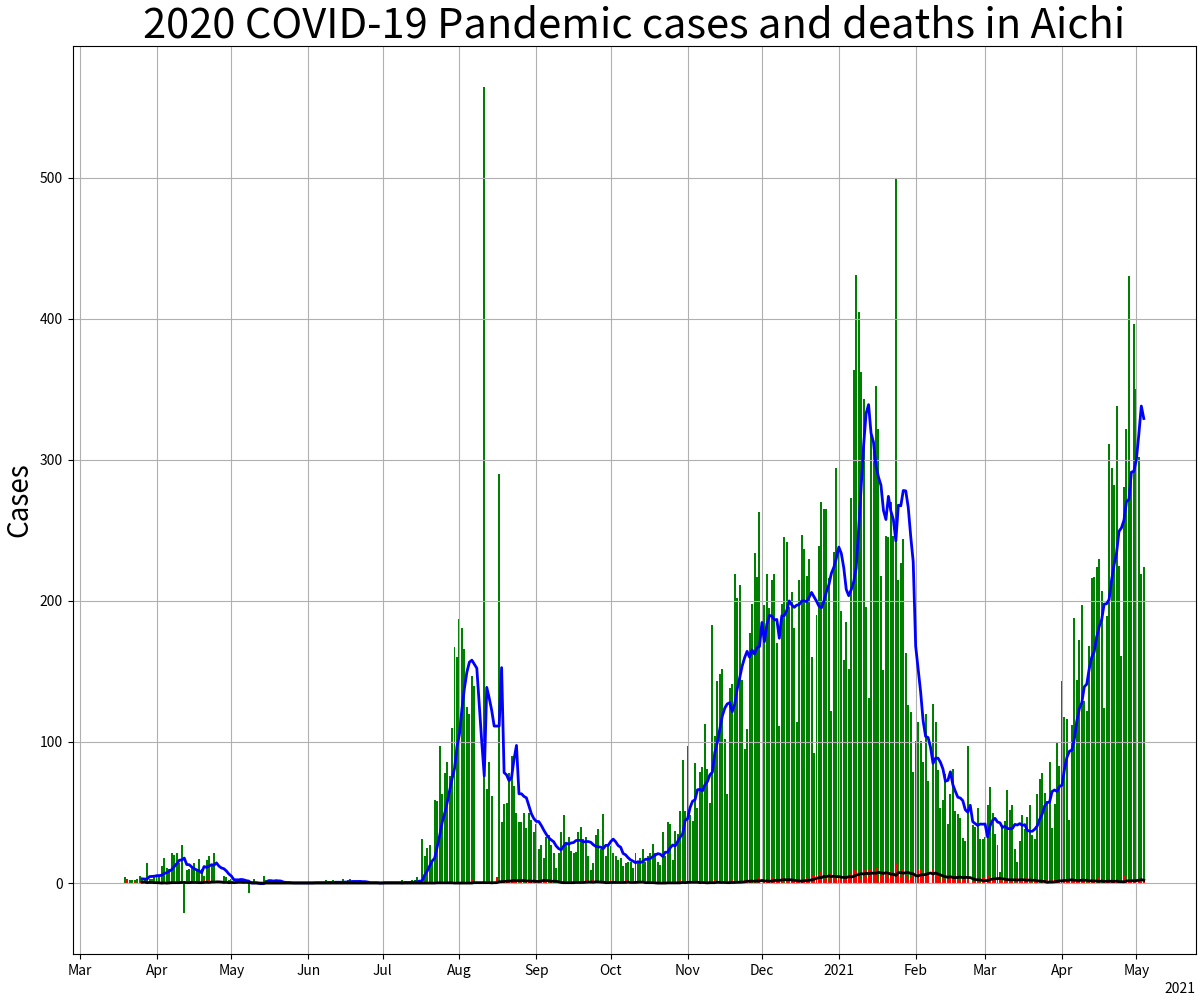 2020 COVID-19 Pandemic cases and deaths in Aichi
Cases
500
400
300
200
100
0
Mar Apr May Jun Jul Aug Sep Oct Nov Dec 2021 Feb Mar Apr May
2021